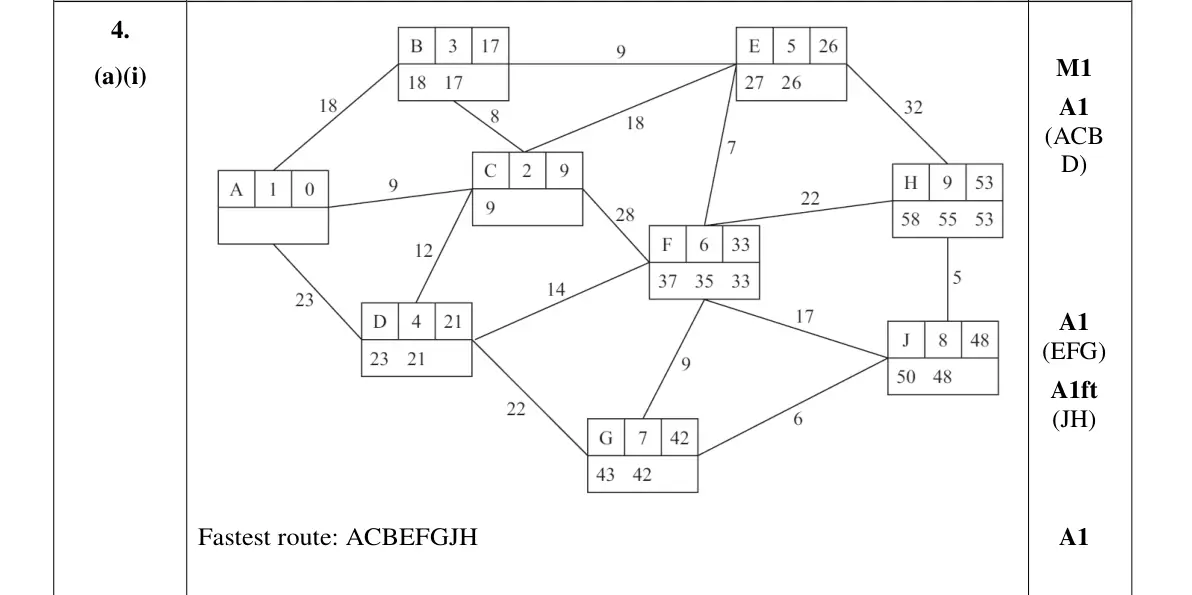 4.
(a)(i)
B 3 17
18 17
9
E 5 26
27 26
M1
A1
(ACB
D)
18
8
18
32
7
A 1 0
9
C 2 9
9
H 9 53
58 55 53
22
28
F 6 33
37 35 33
12
14
5
23
D 4 21
23 21
17
J 8 48
50 48
A1
(EFG)
A1ft
(JH)
9
22
6
G 7 42
43 42
Fastest route: ACBEFGJH
A1